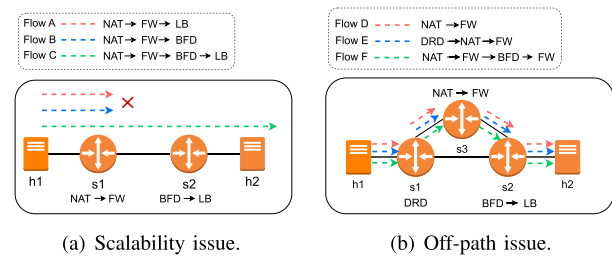 Flow A NAT → FW → LB
Flow B NAT → FW → BFD
Flow C NAT → FW → BFD → LB
h1
s1
s2
h2
NAT → FW
BFD → LB
(a) Scalability issue.
Flow D NAT → FW
Flow E DRD → NAT → FW
Flow F NAT → FW → BFD → FW
NAT → FW
s3
h1
s1
s2
h2
DRD
BFD → LB
(b) Off-path issue.